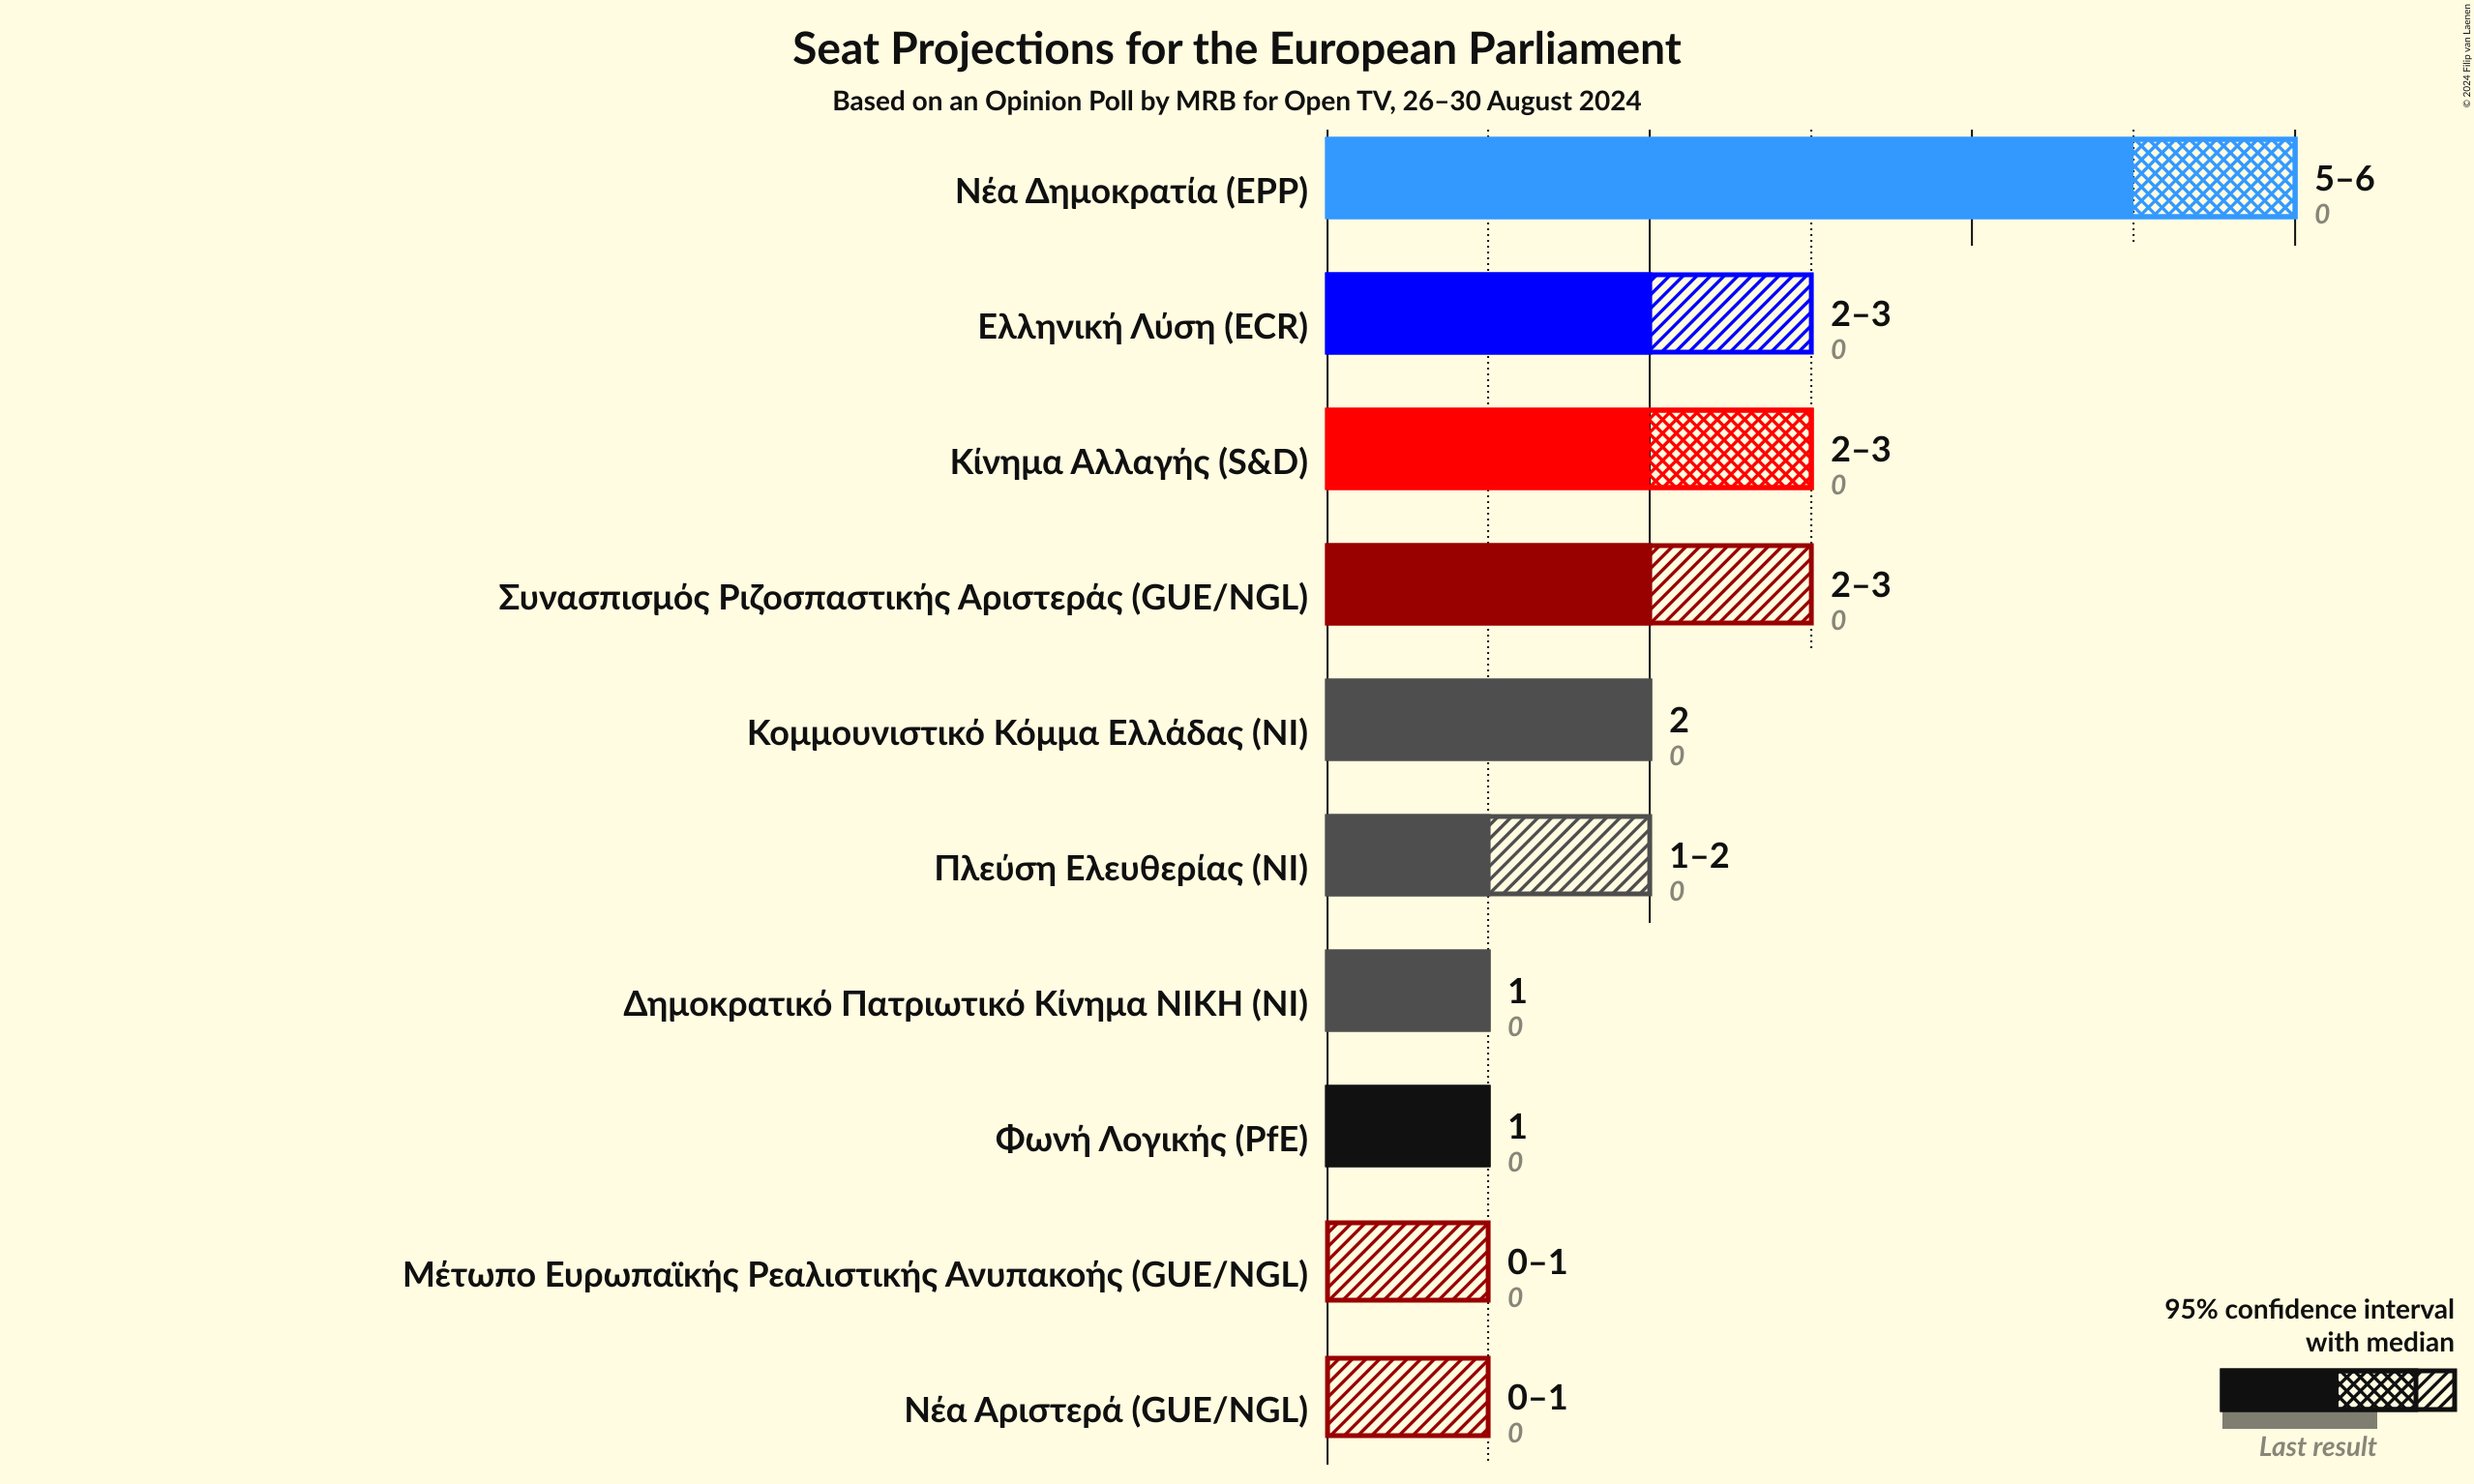 Seat Projections for the European Parliament
Based on an Opinion Poll by MRB for Open TV, 26–30 August 2024
© 2024 Filip van Laenen
Νέα Δημοκρατία (EPP)
5–6
0
Ελληνική Λύση (ECR)
2–3
0
Κίνημα Αλλαγής (S&D)
2–3
0
Συνασπισμός Ριζοσπαστικής Αριστεράς (GUE/NGL)
2–3
0
Κομμουνιστικό Κόμμα Ελλάδας (NI)
2
0
Πλεύση Ελευθερίας (NI)
1–2
0
Δημοκρατικό Πατριωτικό Κίνημα ΝΙΚΗ (NI)
1
0
Φωνή Λογικής (PfE)
1
0
Μέτωπο Ευρωπαϊκής Ρεαλιστικής Ανυπακοής (GUE/NGL)
0–1
0
Νέα Αριστερά (GUE/NGL)
0–1
0
95% confidence interval
with median
Last result